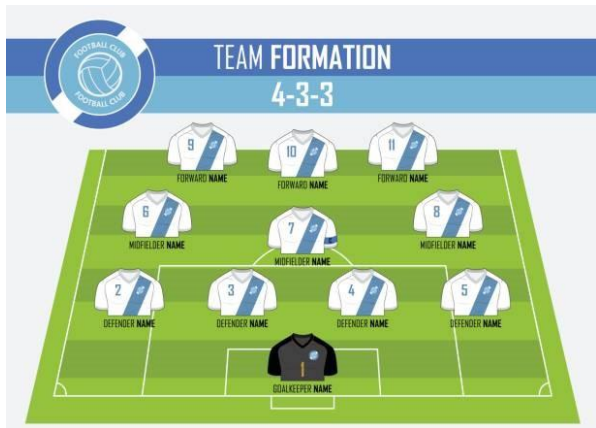 FOOTBALL CLUB
FOOTBALL CLUB
TEAM FORMATION
4-3-3
9
10
11
FORWARD NAME
FORWARD NAME
FORWARD NAME
6
7
8
MIDFIELDER NAME
MIDFIELDER NAME
MIDFIELDER NAME
2
3
4
5
DEFENDER NAME
DEFENDER NAME
DEFENDER NAME
DEFENDER NAME
1
GOALKEEPER NAME